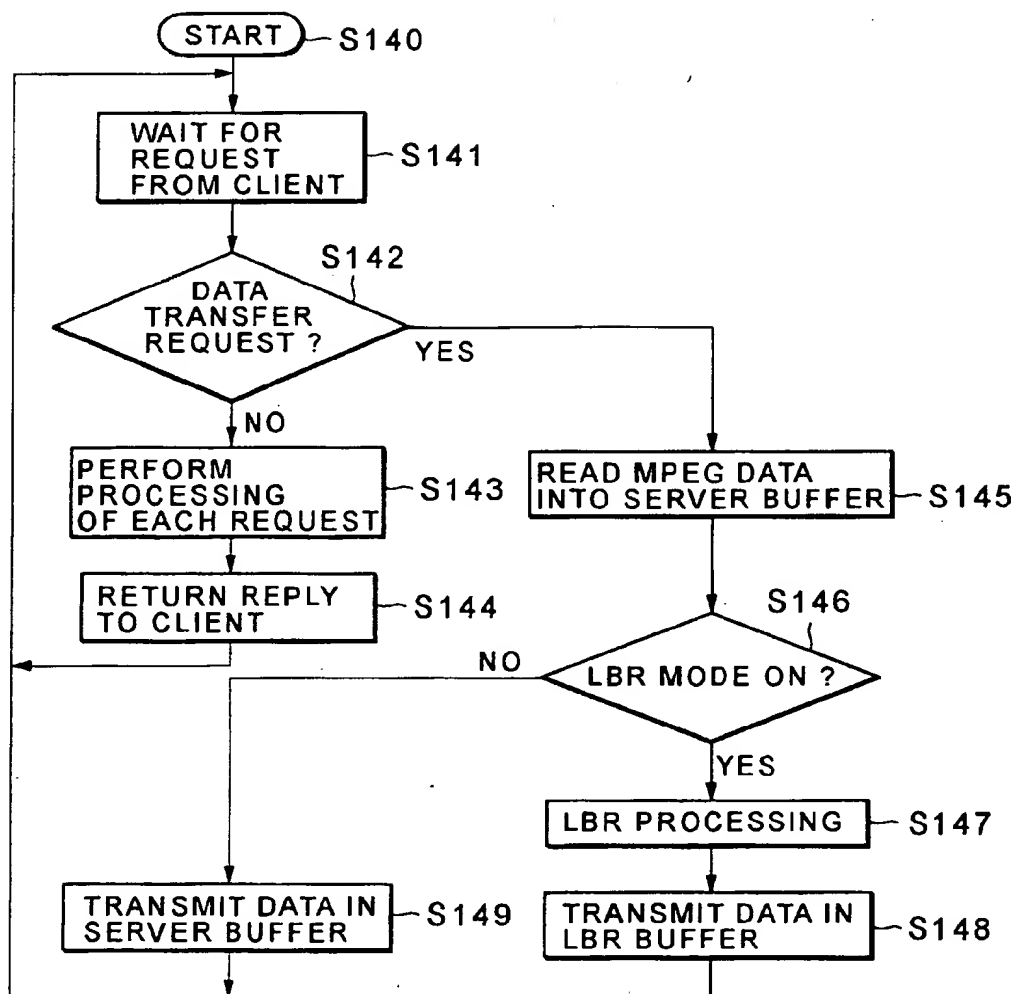 START
S140
WAIT FOR
REQUEST
FROM CLIENT
S141
S142
DATA
TRANSFER
REQUEST ?
YES
NO
PERFORM
PROCESSING
OF EACH REQUEST
S143
READ MPEG DATA
INTO SERVER BUFFER
S145
RETURN REPLY
TO CLIENT
S144
S146
LBR MODE ON ?
NO
YES
LBR PROCESSING
S147
TRANSMIT DATA IN
SERVER BUFFER
S149
TRANSMIT DATA IN
LBR BUFFER
S148